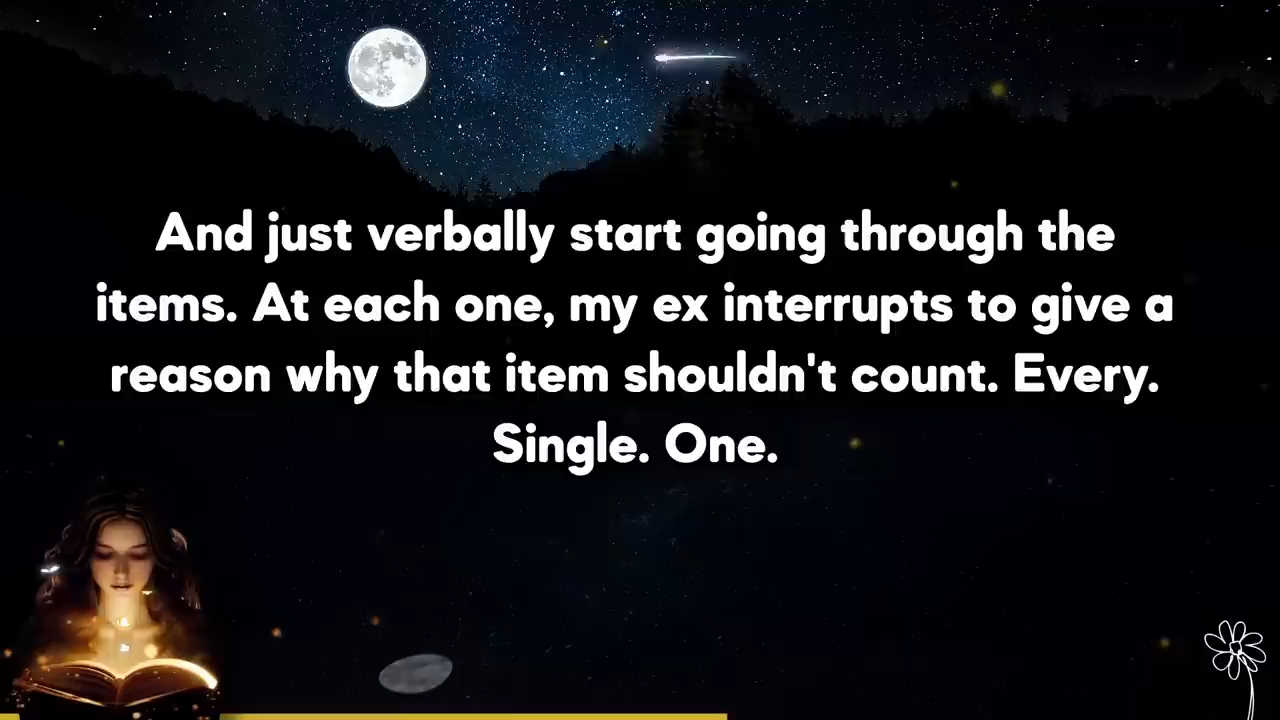 And just verbally start going through the
items. At each one, my ex interrupts to give a
reason why that item shouldn't count. Every.
Single. One.